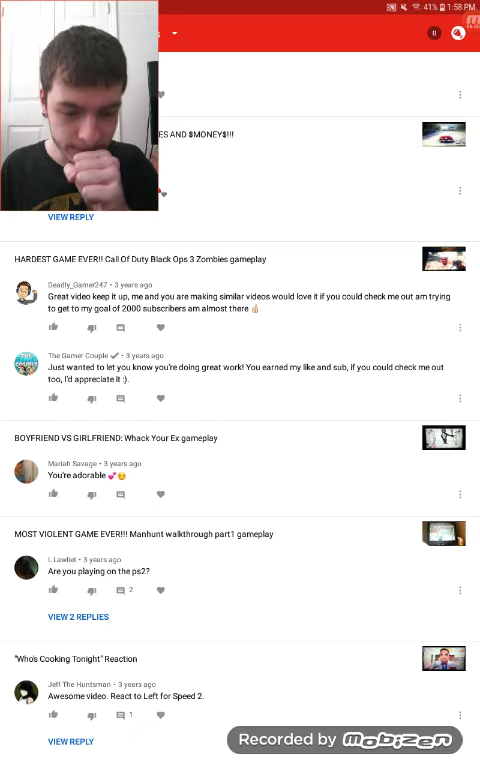 41% 1:58 PM
0
ES AND $MONEY$!!!
VIEW REPLY
HARDEST GAME EVER!! Call Of Duty Black Ops 3 Zombies gameplay
Deadly_Gamer247 • 3 years ago
Great video keep it up, me and you are making similar videos would love it if you could check me out am trying
to get to my goal of 2000 subscribers am almost there 👌🏼
The Gamer Couple ✔ • 3 years ago
Just wanted to let you know you're doing great work! You earned my like and sub, if you could check me out
too, I'd appreciate it :).
BOYFRIEND VS GIRLFRIEND: Whack Your Ex gameplay
Mariah Savage • 3 years ago
You're adorable 💕☺️
MOST VIOLENT GAME EVER!!! Manhunt walkthrough part1 gameplay
L Lawfiet • 3 years ago
Are you playing on the ps2?
2
VIEW 2 REPLIES
"Who's Cooking Tonight" Reaction
Jeff The Huntsman • 3 years ago
Awesome video. React to Left for Speed 2.
1
VIEW REPLY
Recorded by Mobizen